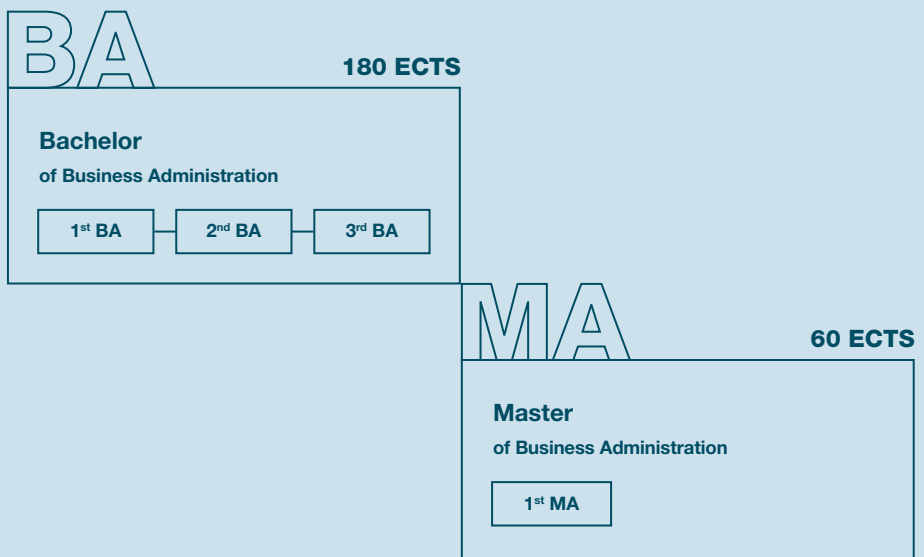 BA
180 ECTS
Bachelor
of Business Administration
1st BA
2nd BA
3rd BA
MA
60 ECTS
Master
of Business Administration
1st MA